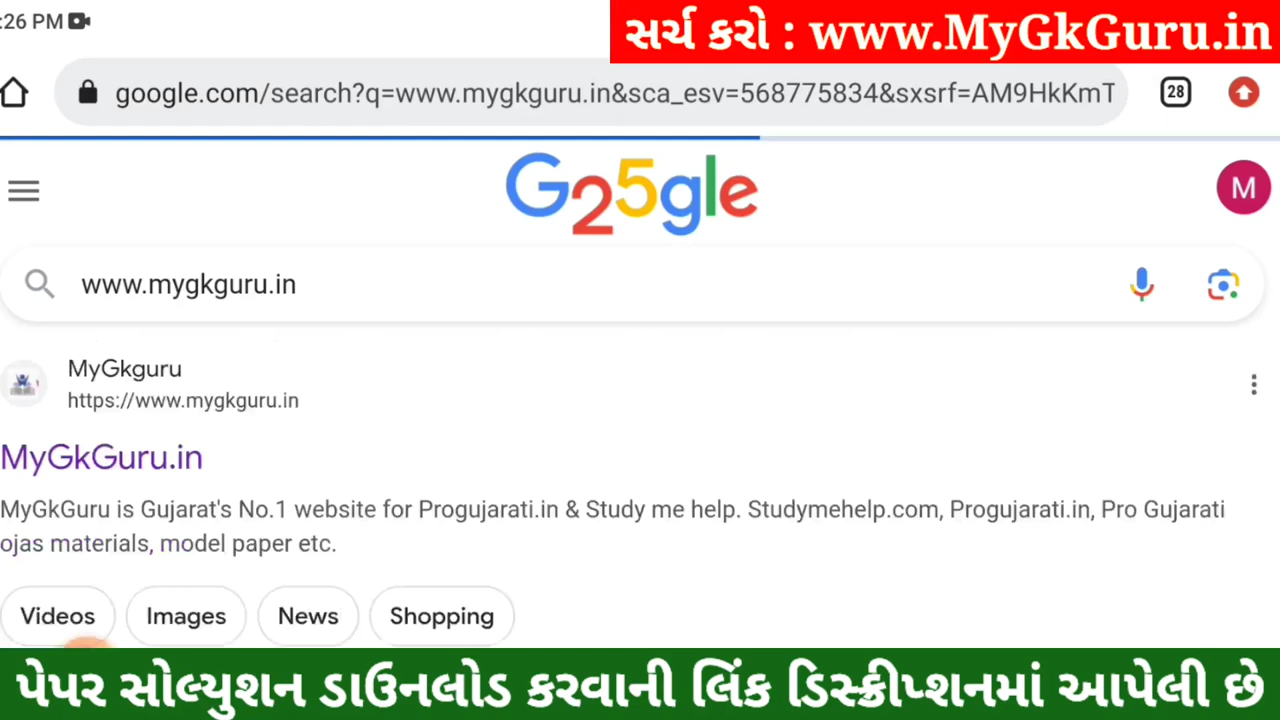 :26 PM
સર્ચ કરો : www.MyGkGuru.in
google.com/search?q=www.mygkguru.in&sca_esv=568775834&sxsrf=AM9HkKmT
28
G25gle
M
www.mygkguru.in
MyGkguru
https://www.mygkguru.in
MyGkGuru.in
MyGkGuru is Gujarat's No.1 website for Progujarati.in & Study me help. Studymehelp.com, Progujarati.in, Pro Gujarati
ojas materials, model paper etc.
Videos Images News Shopping
પેપર સોલ્યુશન ડાઉનલોડ કરવાની લિંક ડિસ્ક્રીપ્શનમાં આપેલી છે